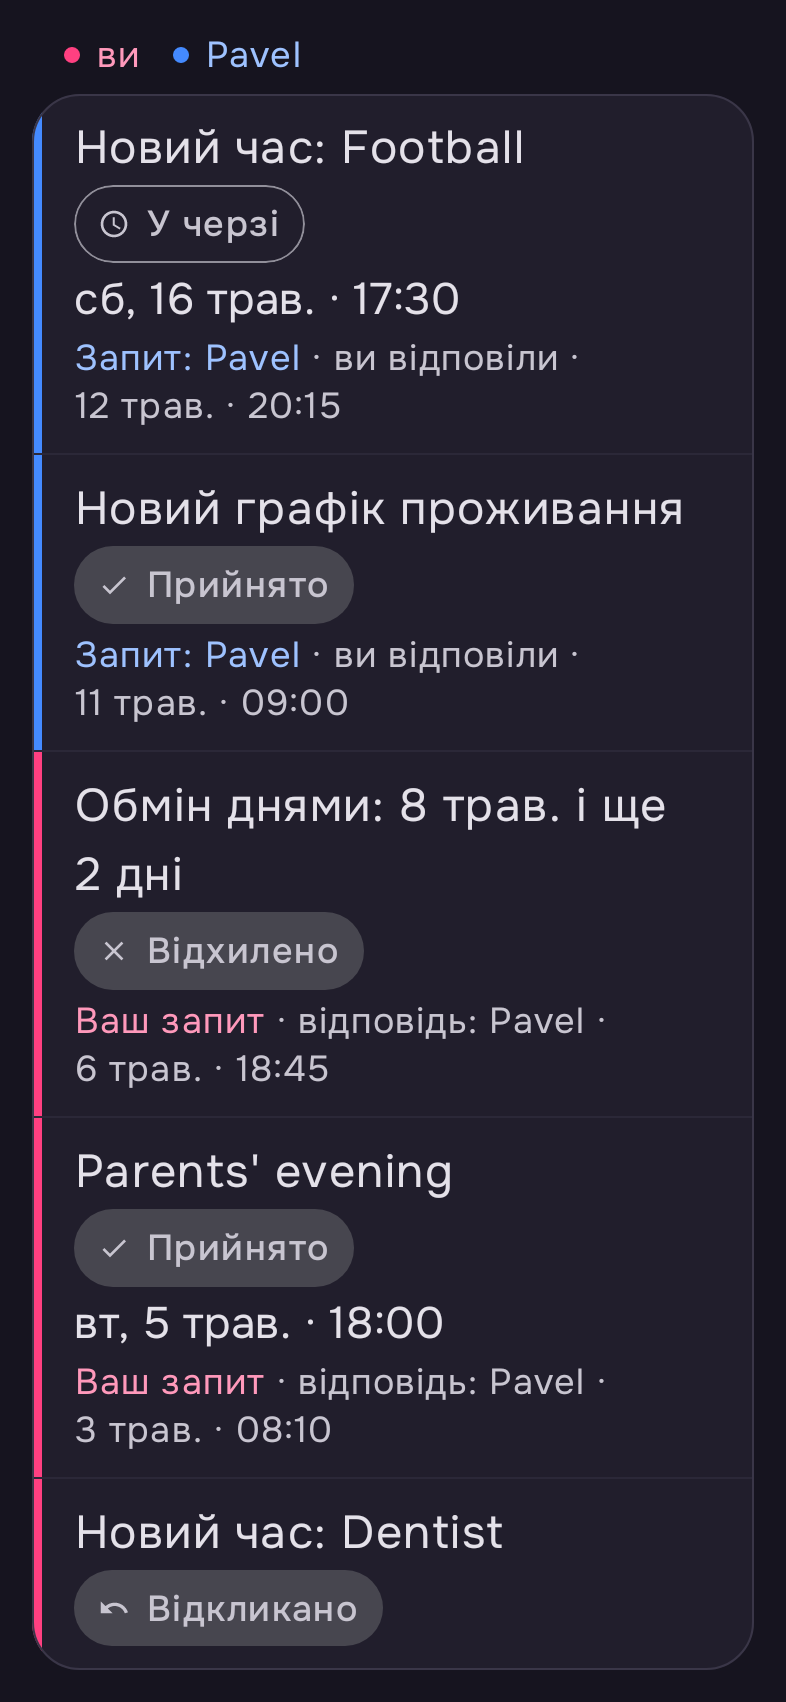 ви Pavel
Новий час: Football
У черзі
сб, 16 трав. · 17:30
Запит: Pavel · ви відповіли ·
12 трав. · 20:15
Новий графік проживання
Прийнято
Запит: Pavel · ви відповіли ·
11 трав. · 09:00
Обмін днями: 8 трав. і ще
2 дні
Відхилено
Ваш запит · відповідь: Pavel ·
6 трав. · 18:45
Parents' evening
Прийнято
вт, 5 трав. · 18:00
Ваш запит · відповідь: Pavel ·
3 трав. · 08:10
Новий час: Dentist
Відкликано